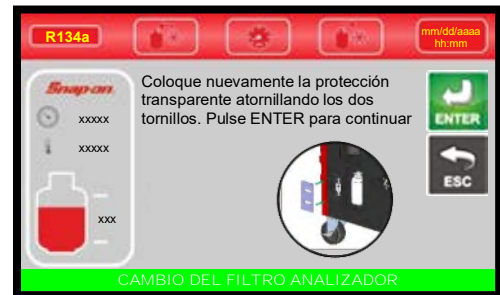 R134a
mm/dd/aaaa
hh:mm
Snap-on
xxxxx
xxxxx
xxx
Coloque nuevamente la protección
transparente atornillando los dos
tornillos. Pulse ENTER para continuar
ENTER
ESC
CAMBIO DEL FILTRO ANALIZADOR